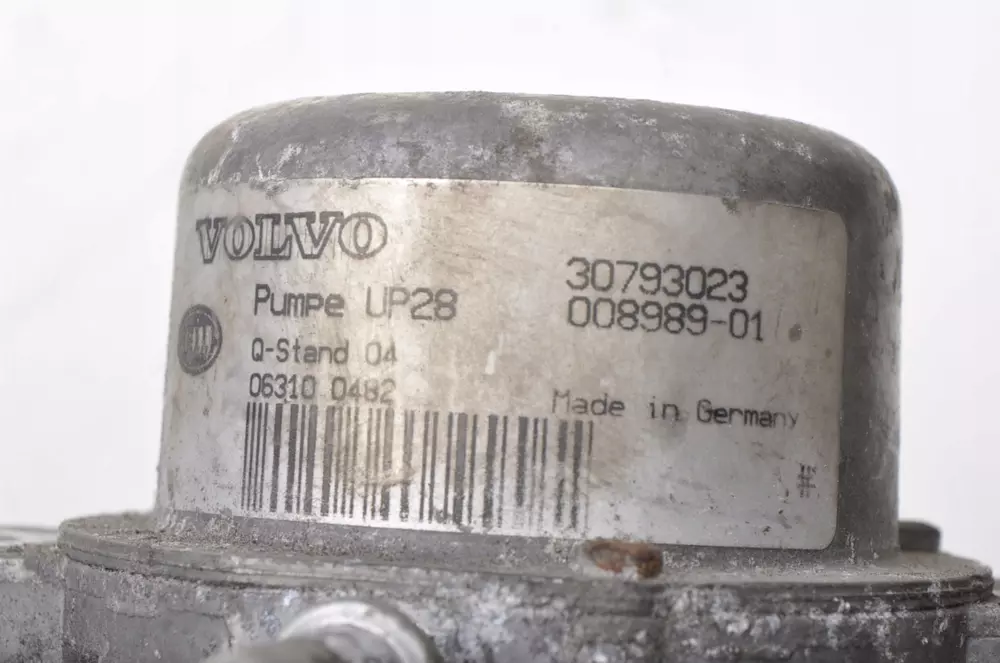 VOLVO
Pumpe UP28
Q-Stand 04
06310 0482
30793023
008989-01
Made in Germany
#